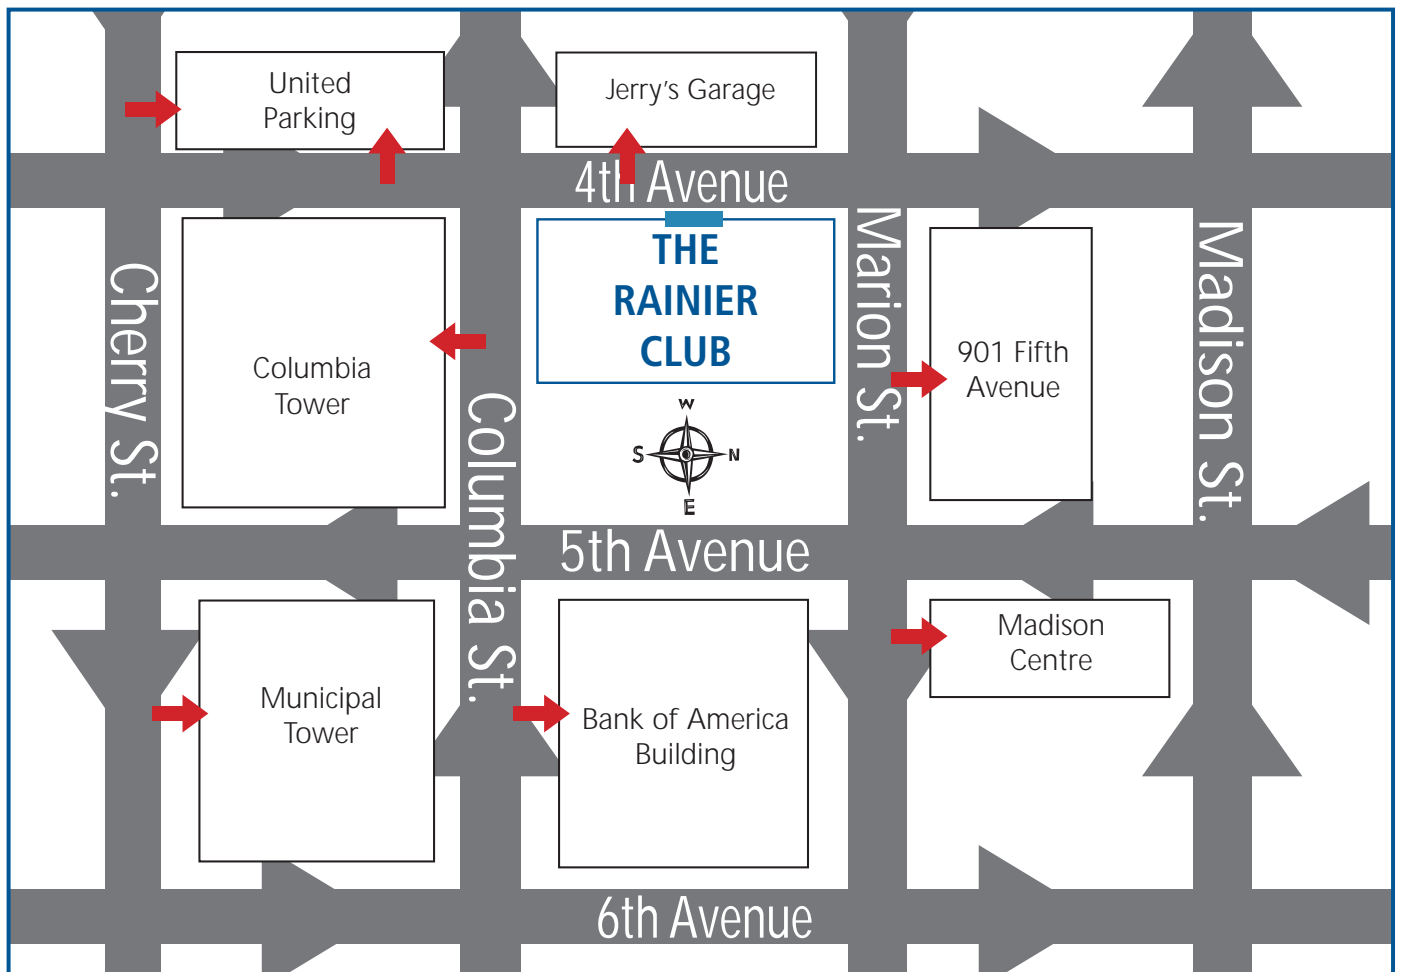 United
Parking
Jerry's Garage
4th Avenue
THE
RAINIER
CLUB
Cherry St.
Columbia
Tower
Columbia St.
W
S
N
E
Marion St.
901 Fifth
Avenue
Madison St.
5th Avenue
Municipal
Tower
Bank of America
Building
Madison
Centre
6th Avenue